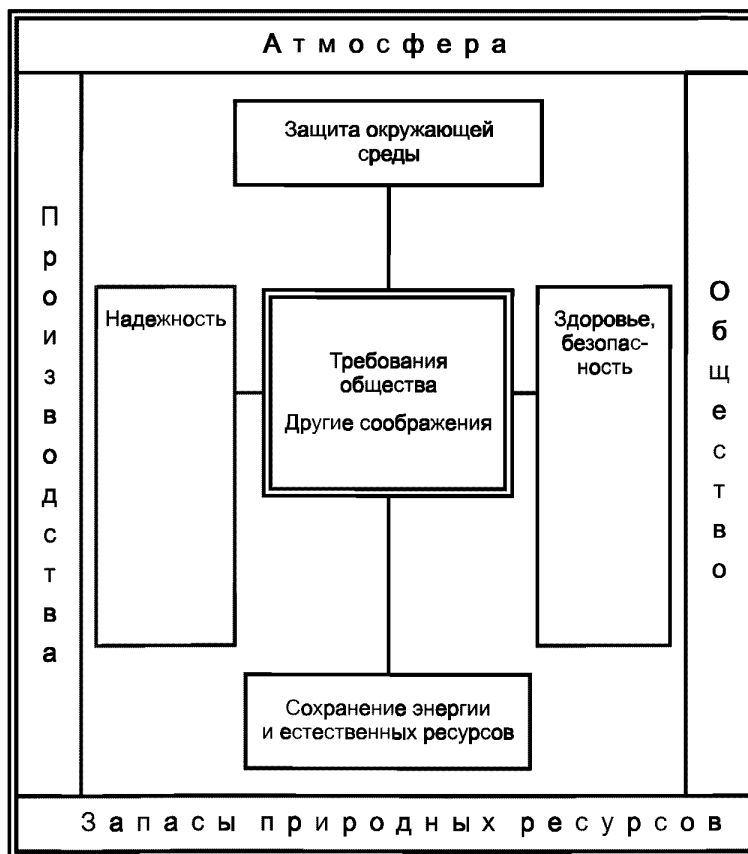 Атмосфера
Защита окружающей
среды
Производства
Надежность
Требования
общества
Другие соображения
Здоровье,
безопас-
ность
Общество
Сохранение энергии
и естественных ресурсов
Запасы природных ресурсов